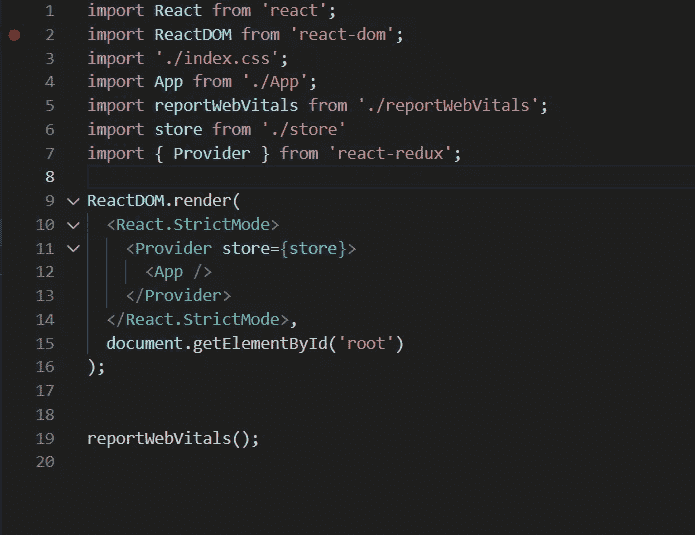 1 import React from 'react';
2 import ReactDOM from 'react-dom';
3 import './index.css';
4 import App from './App';
5 import reportWebVitals from './reportWebVitals';
6 import store from './store'
7 import { Provider } from 'react-redux';
8
9 ReactDOM.render(
10   <React.StrictMode>
11     <Provider store={store}>
12       <App />
13     </Provider>
14   </React.StrictMode>,
15   document.getElementById('root')
16 );
17
18
19 reportWebVitals();
20